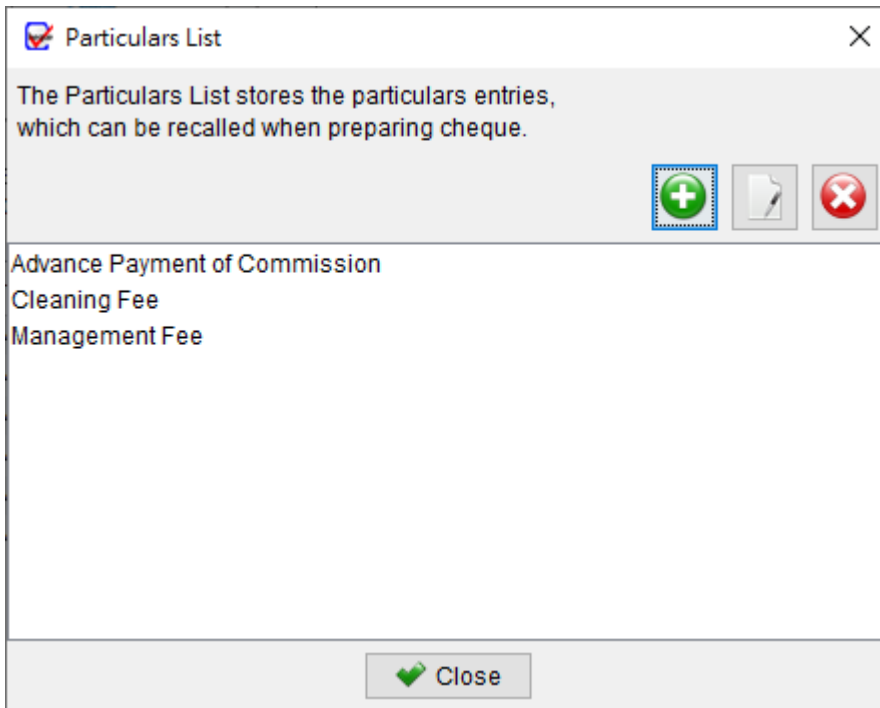 Particulars List
The Particulars List stores the particulars entries,
which can be recalled when preparing cheque.
Advance Payment of Commission
Cleaning Fee
Management Fee
Close